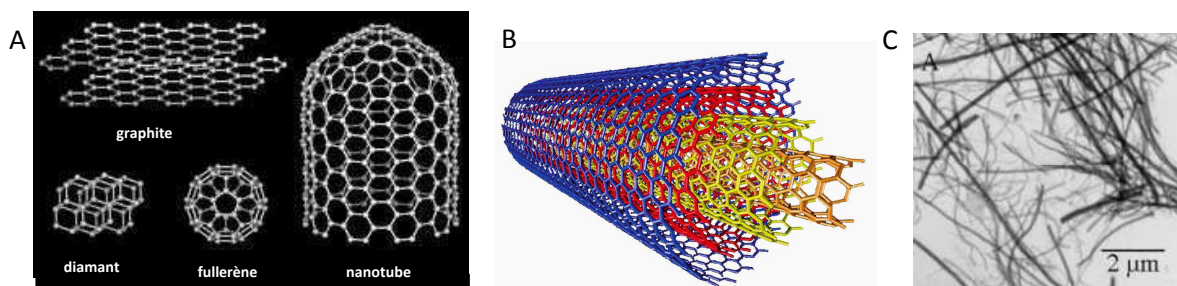 A
graphite
diamant
fullerène
nanotube
B
C
A
2 μm